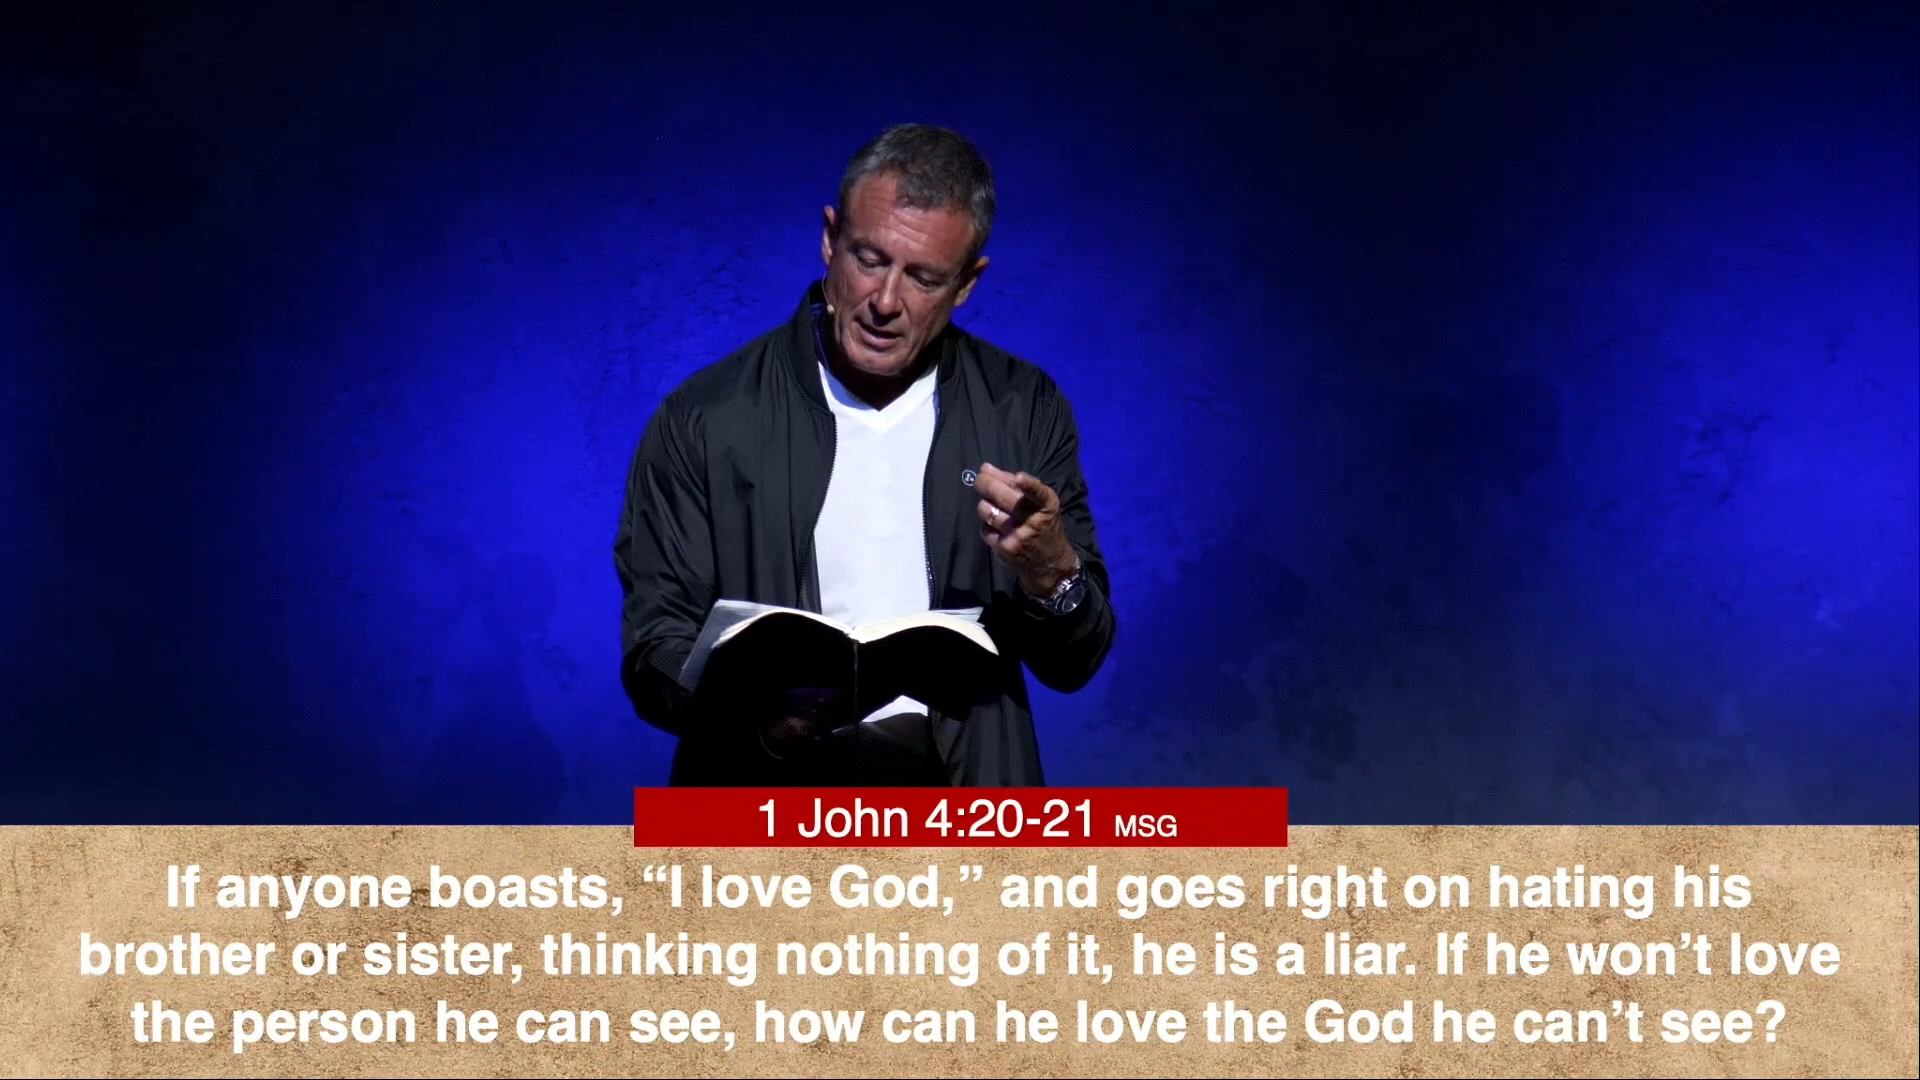 1 John 4:20-21 MSG
If anyone boasts, “I love God,” and goes right on hating his
brother or sister, thinking nothing of it, he is a liar. If he won’t love
the person he can see, how can he love the God he can’t see?